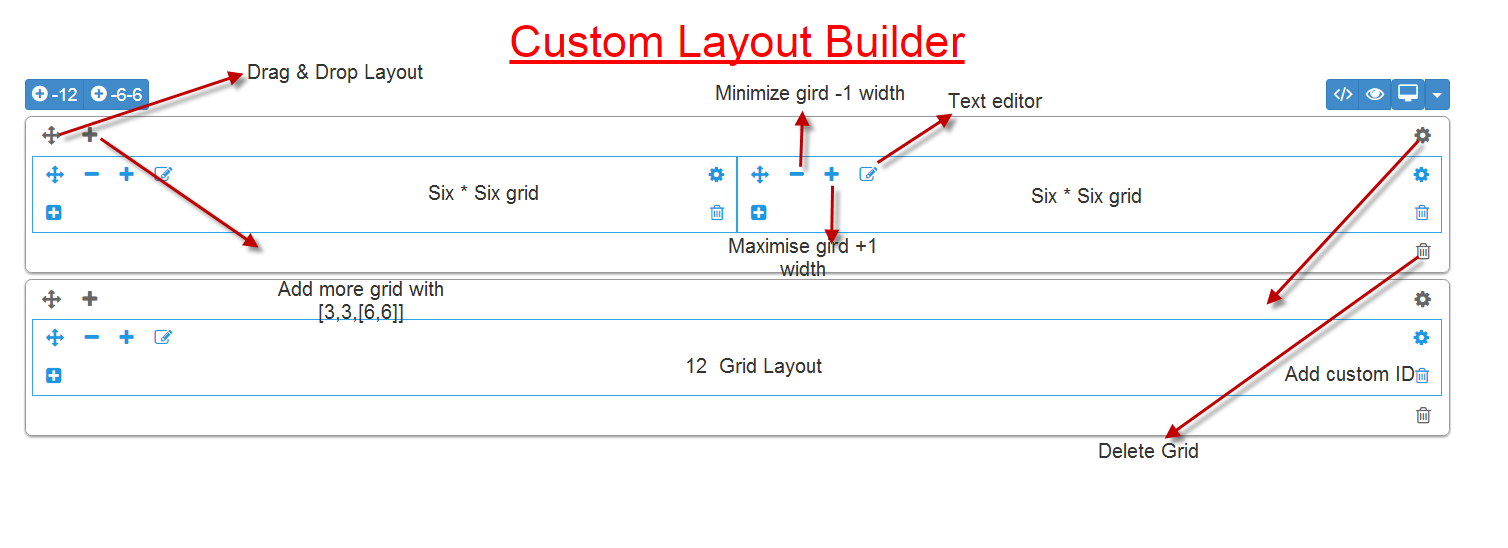 Custom Layout Builder
Drag & Drop Layout
-12 -6-6
Minimize gird -1 width
Text editor
Six * Six grid
Six * Six grid
Maximise gird +1
width
Add more grid with
[3,3,[6,6]]
12 Grid Layout
Add custom ID
Delete Grid